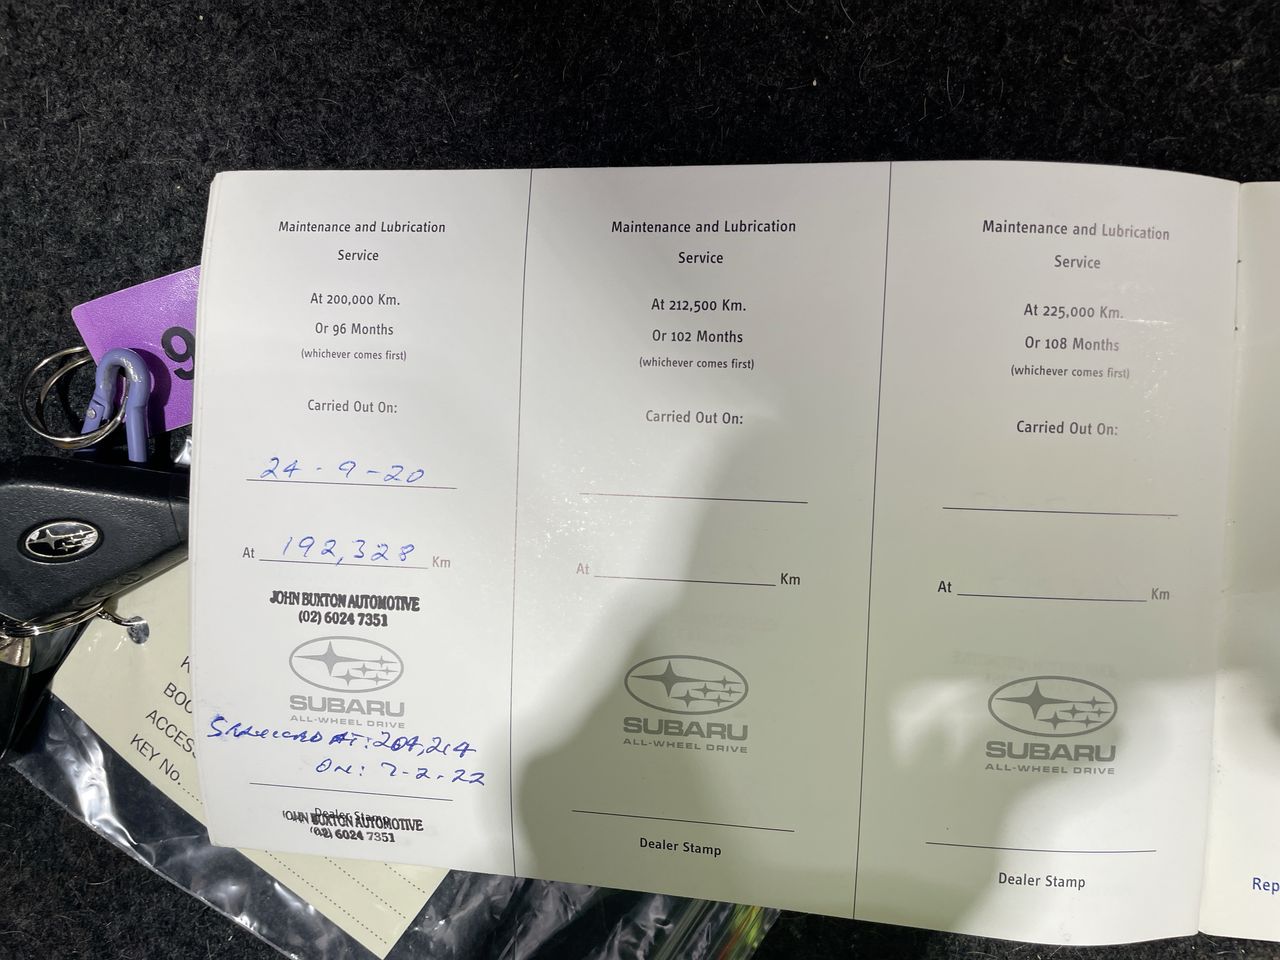 Maintenance and Lubrication
Service
At 200,000 Km.
Or 96 Months
(whichever comes first)
Carried Out On:
24 - 9 - 20
At 192,328 Km
JOHN BUXTON AUTOMOTIVE
(02) 6024 7351
SUBARU
ALL-WHEEL DRIVE
AT: 204,214
ON: 7-2-22
Dealer Stamp
JOHN BUXTON AUTOMOTIVE
(02) 6024 7351
Maintenance and Lubrication
Service
At 212,500 Km.
Or 102 Months
(whichever comes first)
Carried Out On:
At Km
SUBARU
ALL-WHEEL DRIVE
Dealer Stamp
Maintenance and Lubrication
Service
At 225,000 Km.
Or 108 Months
(whichever comes first)
Carried Out On:
At Km
SUBARU
ALL-WHEEL DRIVE
Dealer Stamp
Rep
9
K
BOO
ACCES
KEY No.